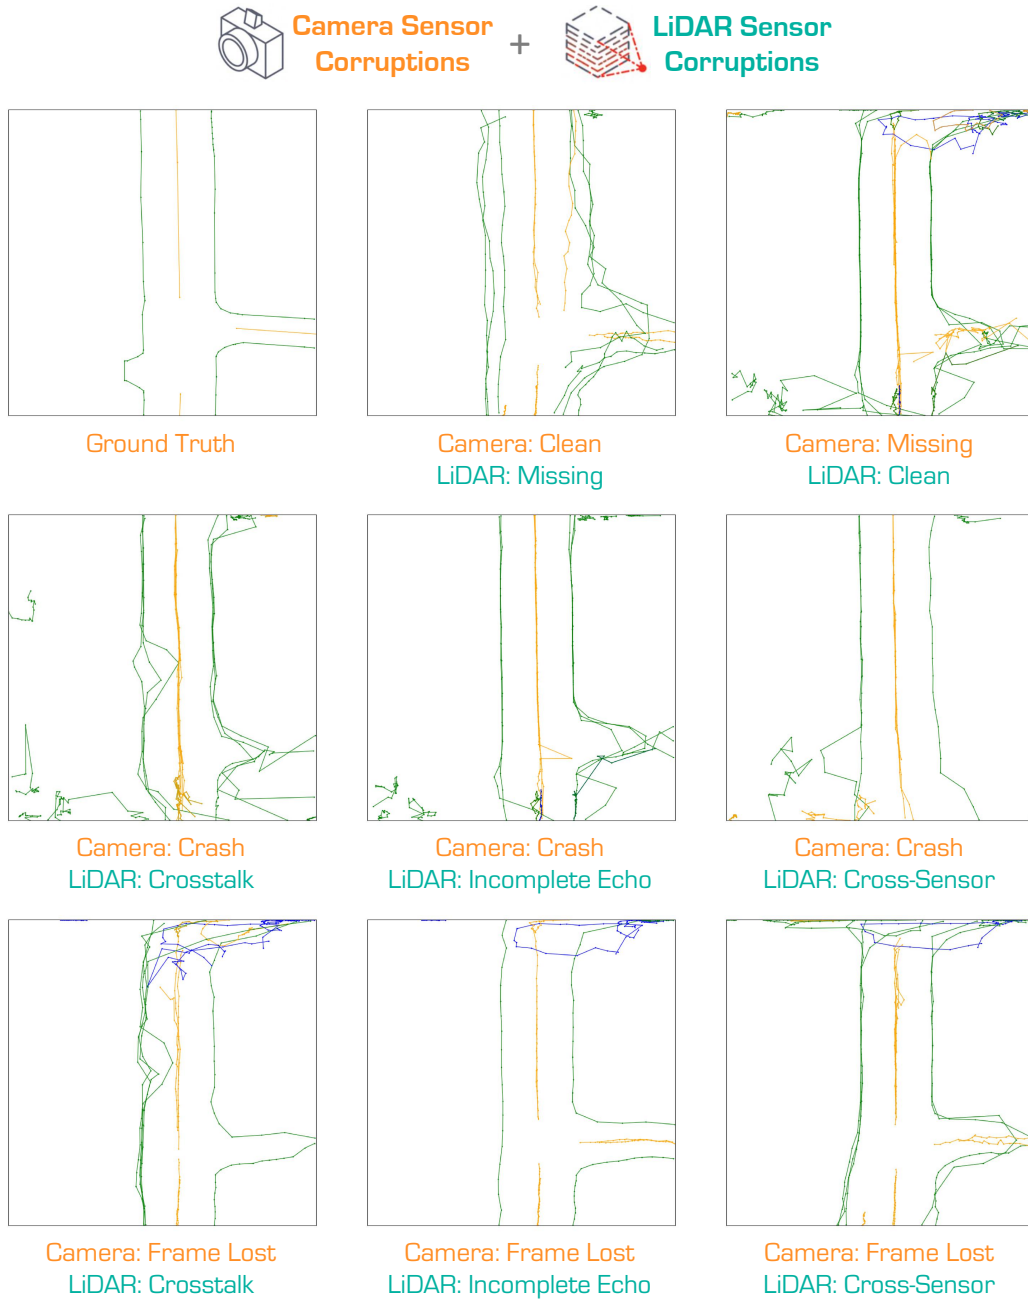 Camera Sensor
Corruptions
+
LiDAR Sensor
Corruptions
Ground Truth
Camera: Clean
LiDAR: Missing
Camera: Missing
LiDAR: Clean
Camera: Crash
LiDAR: Crosstalk
Camera: Crash
LiDAR: Incomplete Echo
Camera: Crash
LiDAR: Cross-Sensor
Camera: Frame Lost
LiDAR: Crosstalk
Camera: Frame Lost
LiDAR: Incomplete Echo
Camera: Frame Lost
LiDAR: Cross-Sensor